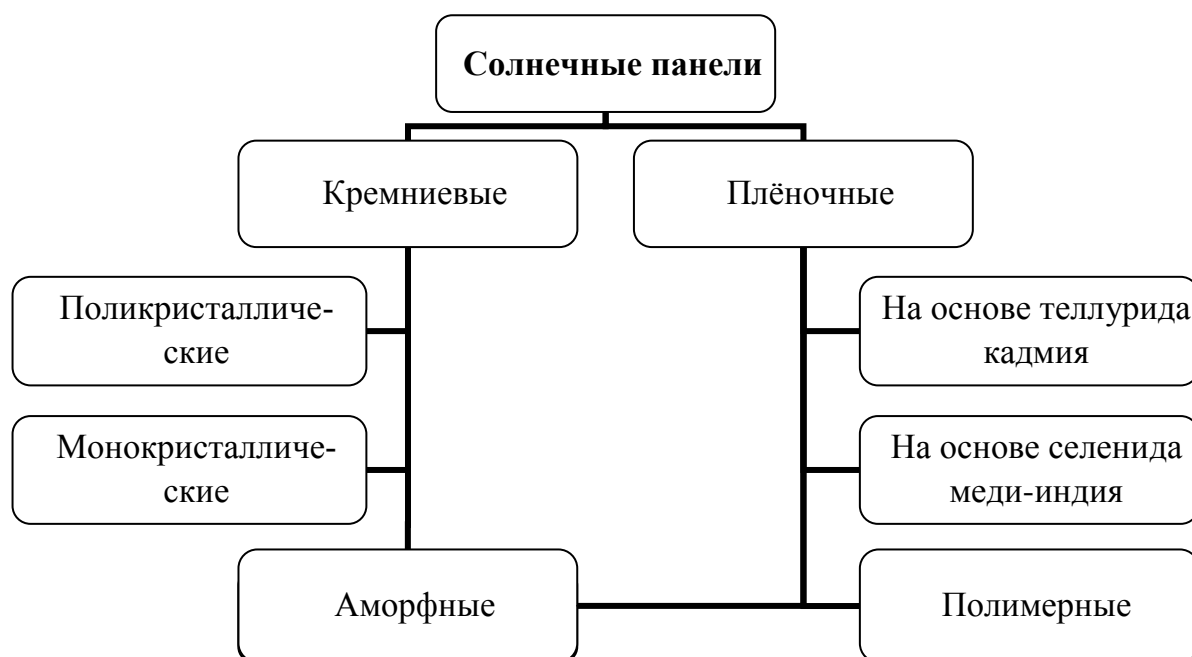 Солнечные панели
Кремниевые
Плёночные
Поликристалличе-
ские
На основе теллурида
кадмия
Монокристалличе-
ские
На основе селенида
меди-индия
Аморфные
Полимерные